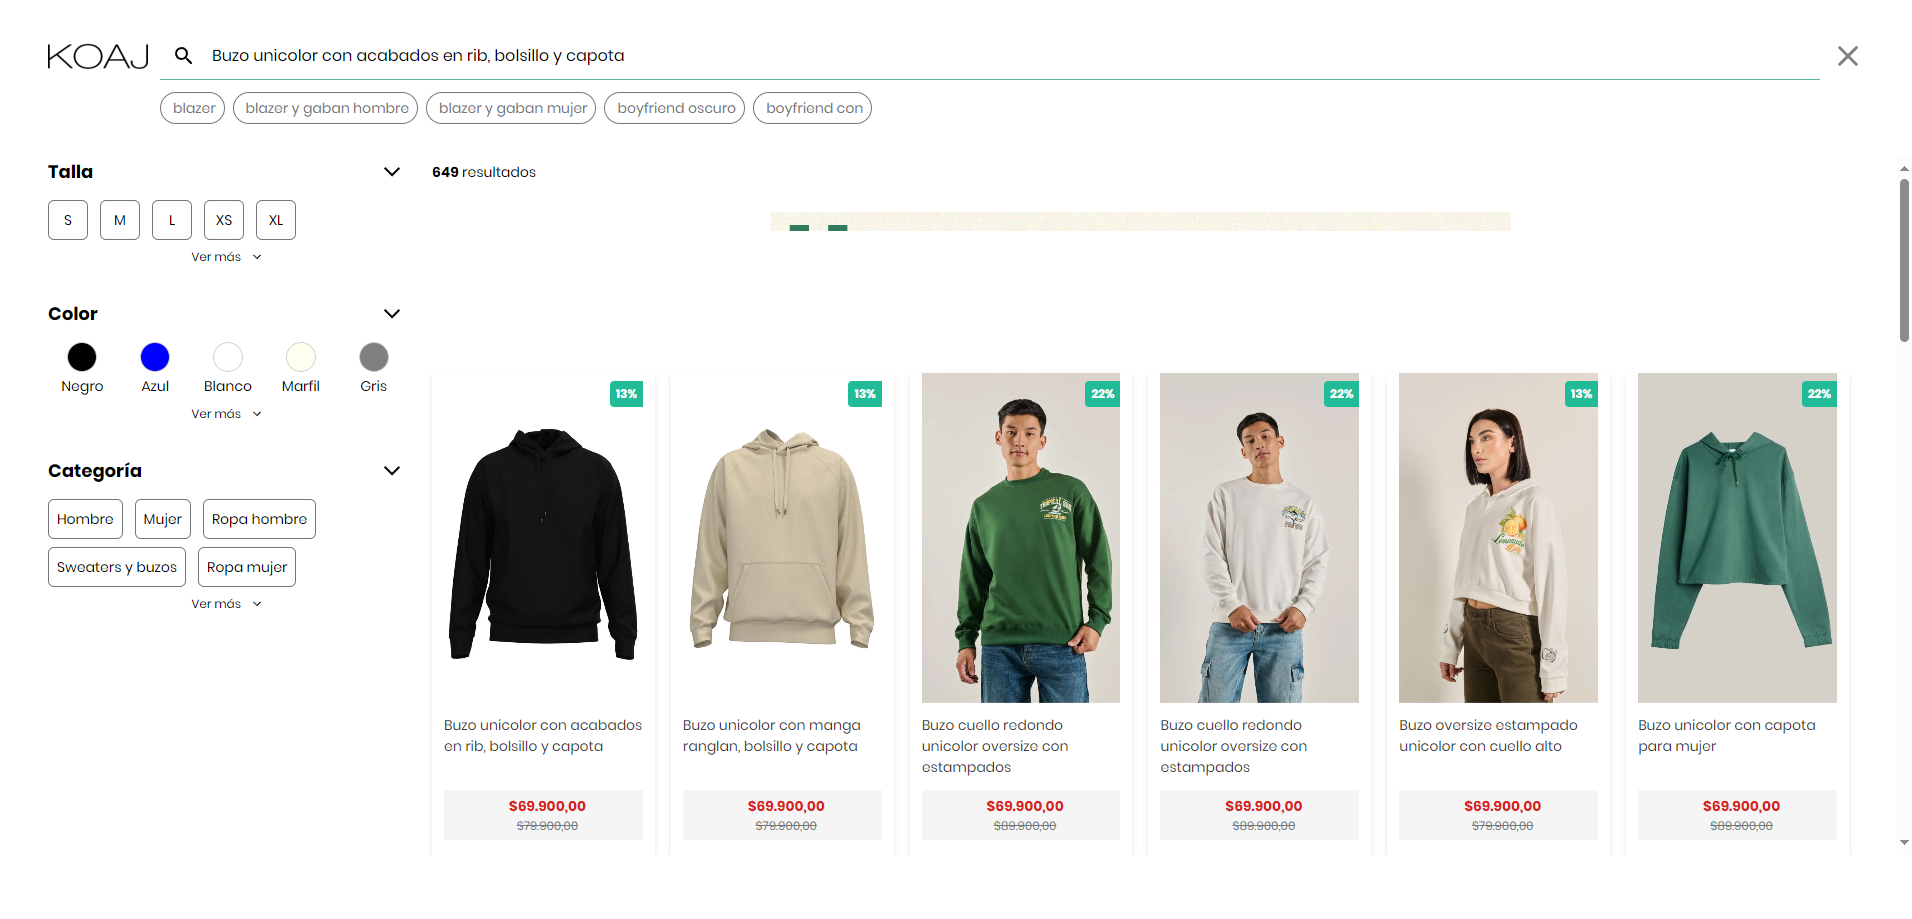 KOAJ
Buzo unicolor con acabados en rib, bolsillo y capota
blazer
blazer y gaban hombre
blazer y gaban mujer
boyfriend oscuro
boyfriend con
Talla
S
M
L
XS
XL
Ver más
Color
Negro
Azul
Blanco
Marfil
Gris
Ver más
Categoría
Hombre
Mujer
Ropa hombre
Sweaters y buzos
Ropa mujer
Ver más
649 resultados
13%
Buzo unicolor con acabados
en rib, bolsillo y capota
$69.900,00
$79.900,00
13%
Buzo unicolor con manga
ranglan, bolsillo y capota
$69.900,00
$79.900,00
22%
Buzo cuello redondo
unicolor oversize con
estampados
$69.900,00
$89.900,00
22%
Buzo cuello redondo
unicolor oversize con
estampados
$69.900,00
$89.900,00
13%
Lemonade
Buzo oversize estampado
unicolor con cuello alto
$69.900,00
$79.900,00
22%
Buzo unicolor con capota
para mujer
$69.900,00
$89.900,00